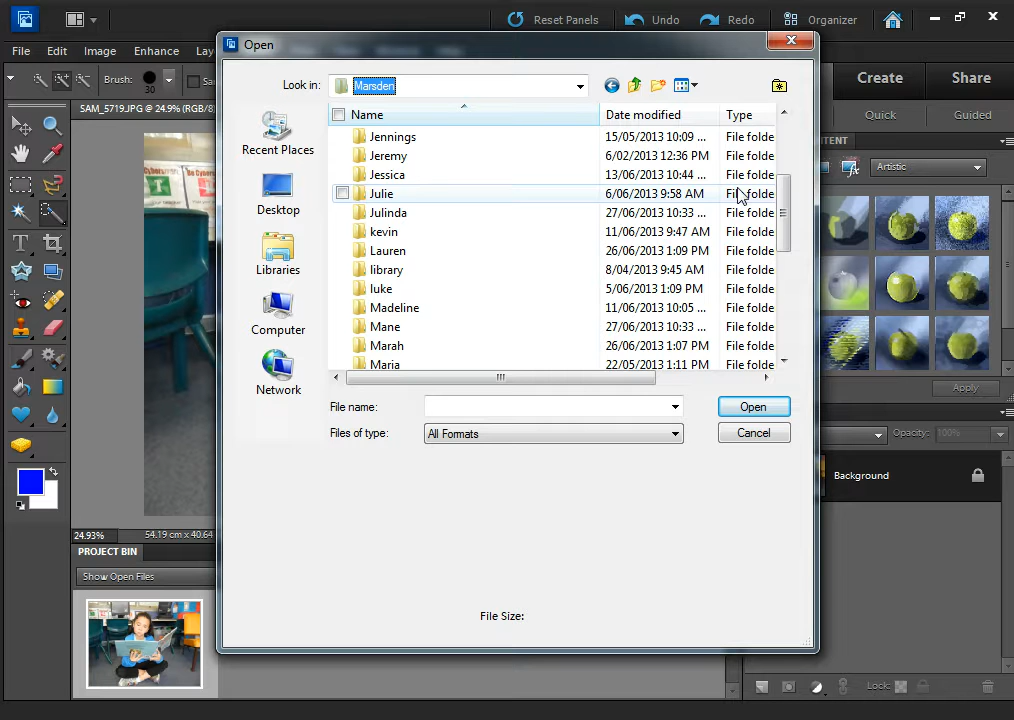 Reset Panels Undo Redo Organizer
File Edit Image Enhance
Open
Create Share
Brush: 30
Look in: Marsden
SAM_5719.JPG @ 24.9% (RGB/8)
Quick Guided
Name Date modified Type
Jennings 15/05/2013 10:09 ... File folde
Jeremy 6/02/2013 12:36 PM File folde
Jessica 13/06/2013 10:44 ... File folde
Julie 6/06/2013 9:58 AM File folde
Julinda 27/06/2013 10:33 ... File folde
kevin 11/06/2013 9:47 AM File folde
Lauren 26/06/2013 1:09 PM File folde
library 8/04/2013 9:45 AM File folde
luke 5/06/2013 1:09 PM File folde
Madeline 11/06/2013 10:05 ... File folde
Mane 27/06/2013 10:33 ... File folde
Marah 26/06/2013 1:07 PM File folde
Maria 22/05/2013 1:11 PM File folde
Recent Places
Desktop
Libraries
Computer
Network
Artistic
Apply
File name: Open
Files of type: All Formats Cancel
Opacity: 100%
Background
24.93% 54.19 cm x 40.64
PROJECT BIN
Show Open Files
File Size:
Lock: